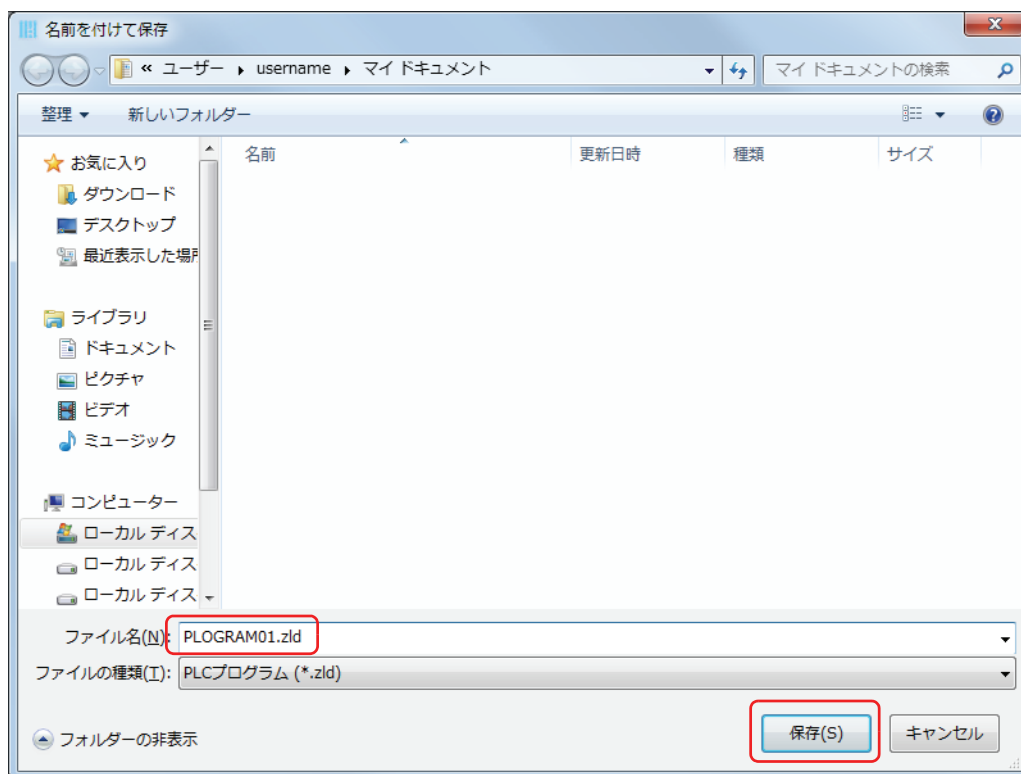 名前を付けて保存
« ユーザー ▸ username ▸ マイ ドキュメント
マイ ドキュメントの検索
整理 ▼ 新しいフォルダー
名前 更新日時 種類 サイズ
お気に入り
ダウンロード
デスクトップ
最近表示した場所
ライブラリ
ドキュメント
ピクチャ
ビデオ
ミュージック
コンピューター
ローカル ディス
ローカル ディス
ローカル ディス
ファイル名(N): PLOGRAM01.zld
ファイルの種類(T): PLCプログラム (*.zld)
フォルダーの非表示
保存(S) キャンセル